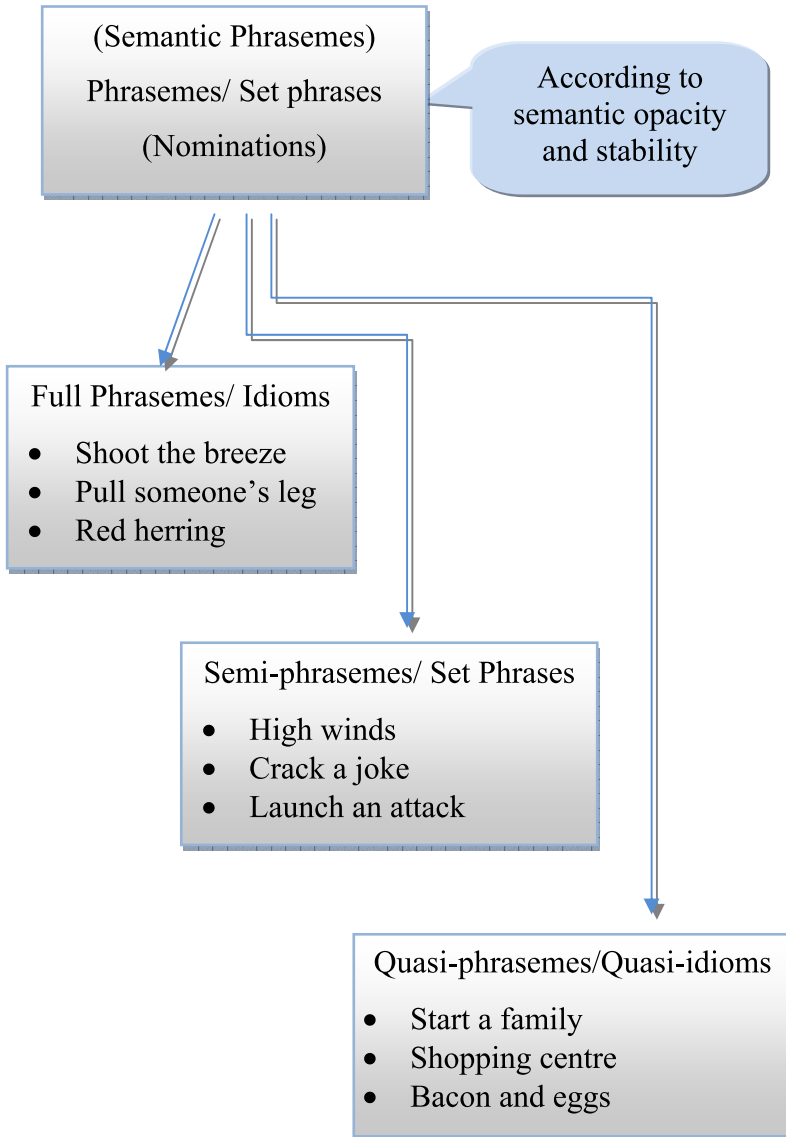 (Semantic Phrasemes)
Phrasemes/ Set phrases
(Nominations)
According to
semantic opacity
and stability
Full Phrasemes/ Idioms
• Shoot the breeze
• Pull someone’s leg
• Red herring
Semi-phrasemes/ Set Phrases
• High winds
• Crack a joke
• Launch an attack
Quasi-phrasemes/Quasi-idioms
• Start a family
• Shopping centre
• Bacon and eggs